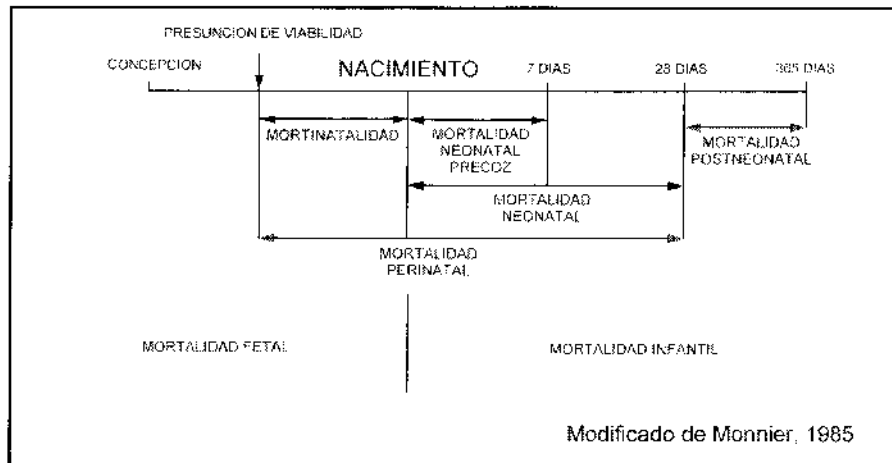 PRESUNCION DE VIABILIDAD
CONCEPCION
NACIMIENTO
7 DIAS
28 DIAS
365 DIAS
MORTINATALIDAD
MORTALIDAD
NEONATAL
PRECOZ
MORTALIDAD
POSTNEONATAL
MORTALIDAD
NEONATAL
MORTALIDAD
PERINATAL
MORTALIDAD FETAL
MORTALIDAD INFANTIL
Modificado de Monnier, 1985